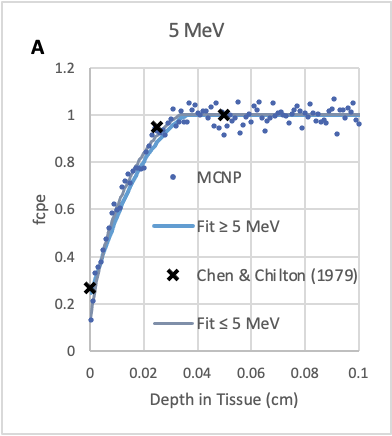 5 MeV
A
1.2
1
0.8
0.6
0.4
0.2
0
fcpe
MCNP
Fit ≥ 5 MeV
Chen & Chilton (1979)
Fit ≤ 5 MeV
0 0.02 0.04 0.06 0.08 0.1
Depth in Tissue (cm)